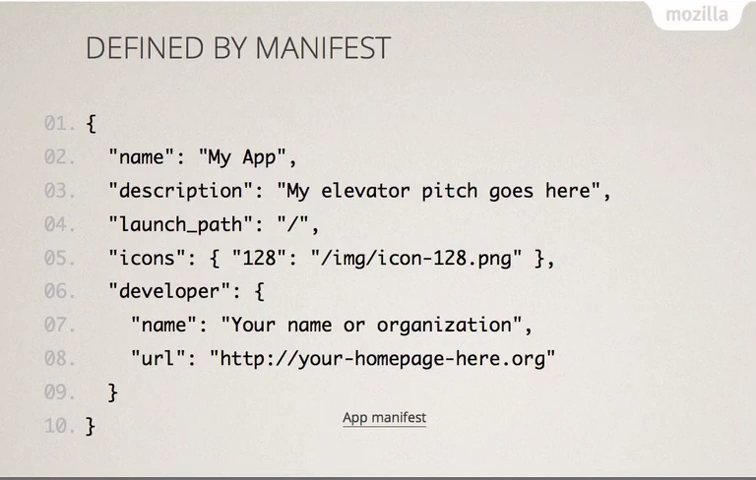 mozilla
DEFINED BY MANIFEST
01. {
02.   "name": "My App",
03.   "description": "My elevator pitch goes here",
04.   "launch_path": "/",
05.   "icons": { "128": "/img/icon-128.png" },
06.   "developer": {
07.     "name": "Your name or organization",
08.     "url": "http://your-homepage-here.org"
09.   }
10. }
App manifest